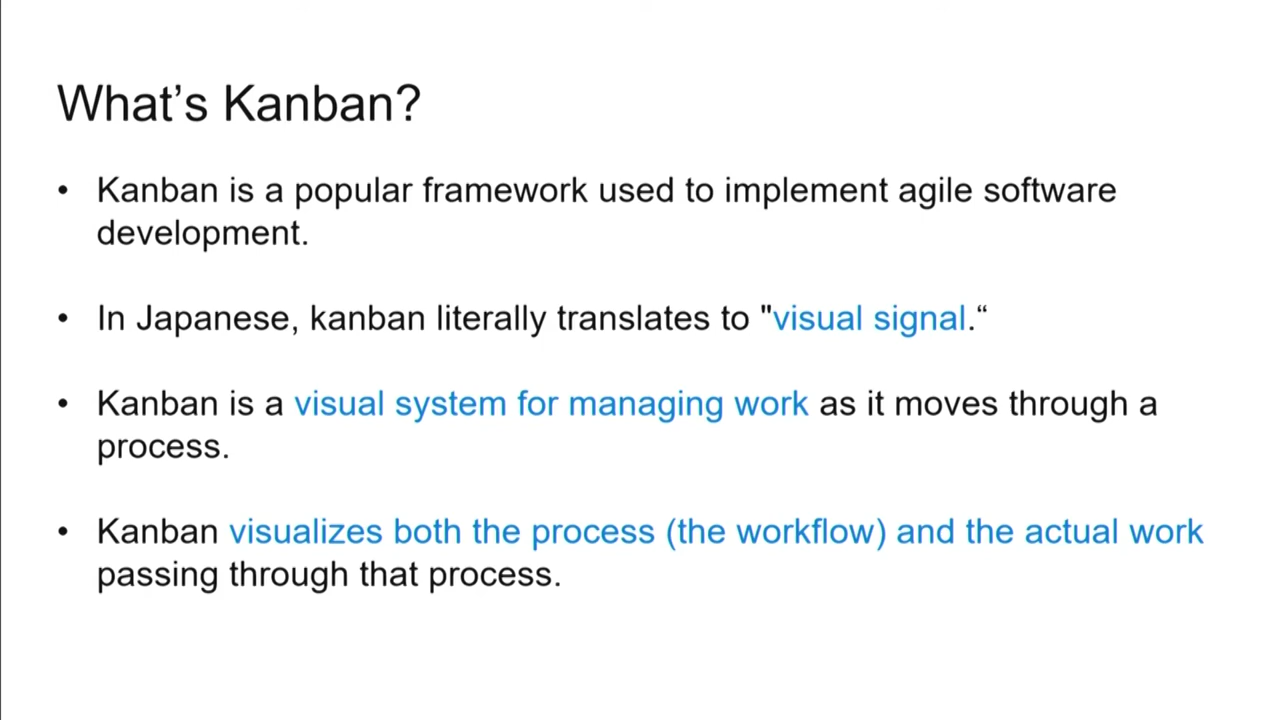 What’s Kanban?
• Kanban is a popular framework used to implement agile software
development.
• In Japanese, kanban literally translates to "visual signal.“
• Kanban is a visual system for managing work as it moves through a
process.
• Kanban visualizes both the process (the workflow) and the actual work
passing through that process.